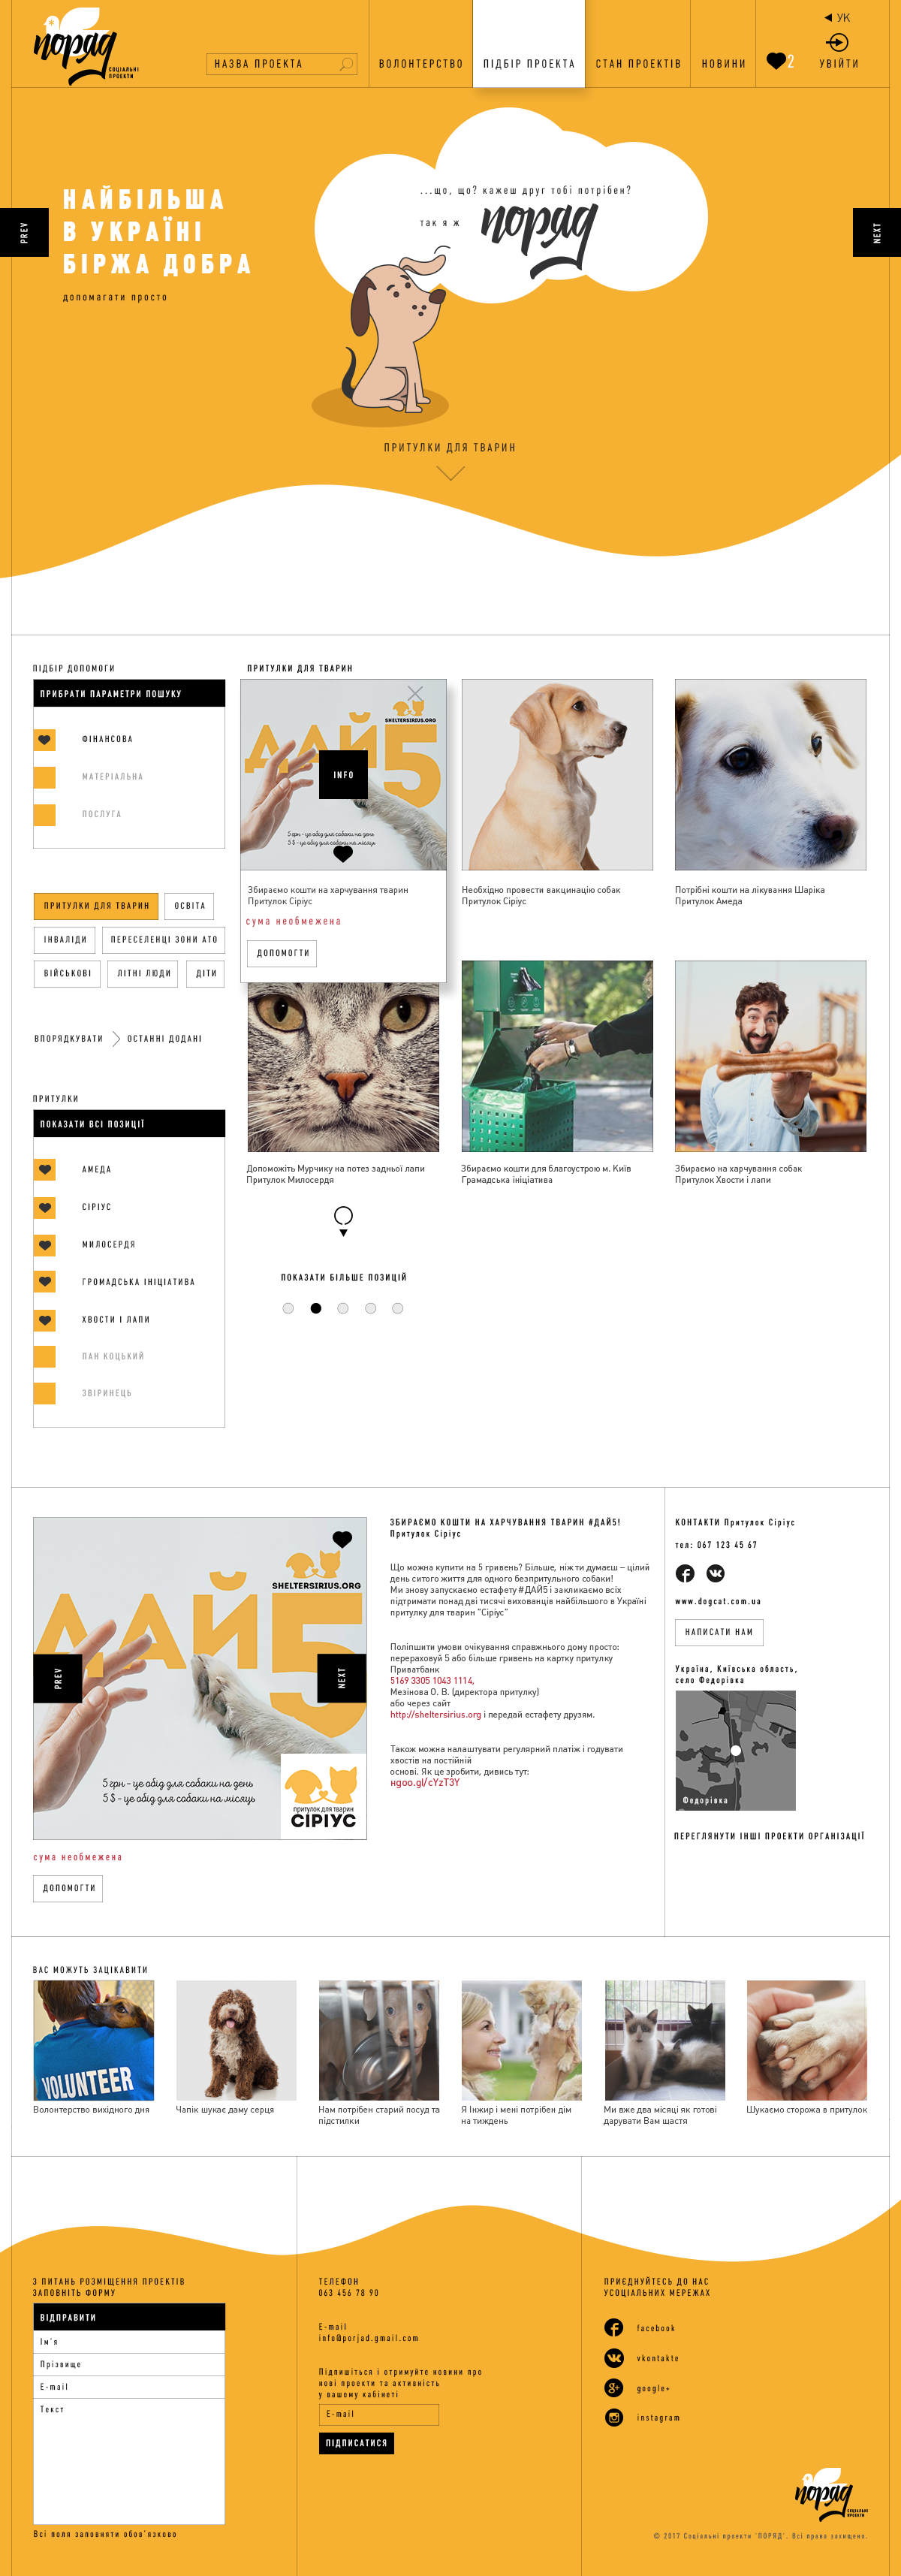 поряд
СОЦІАЛЬНІ
ПРОЕКТИ
НАЗВА ПРОЕКТА
ВОЛОНТЕРСТВО
ПІДБІР ПРОЕКТА
СТАН ПРОЕКТІВ
НОВИНИ
2
УК
УВІЙТИ
НАЙБІЛЬША
В УКРАЇНІ
БІРЖА ДОБРА
допомагати просто
PREV
NEXT
...що, що? кажеш друг тобі потрібен?
так я ж поряд
ПРИТУЛКИ ДЛЯ ТВАРИН
ПІДБІР ДОПОМОГИ
ПРИБРАТИ ПАРАМЕТРИ ПОШУКУ
ФІНАНСОВА
МАТЕРІАЛЬНА
ПОСЛУГА
ПРИТУЛКИ ДЛЯ ТВАРИН
ОСВІТА
ІНВАЛІДИ
ПЕРЕСЕЛЕНЦІ ЗОНИ АТО
ВІЙСЬКОВІ
ЛІТНІ ЛЮДИ
ДІТИ
ВПОРЯДКУВАТИ
ОСТАННІ ДОДАНІ
ПРИТУЛКИ
ПОКАЗАТИ ВСІ ПОЗИЦІЇ
АМЕДА
СІРІУС
МИЛОСЕРДЯ
ГРОМАДСЬКА ІНІЦІАТИВА
ХВОСТИ І ЛАПИ
ПАН КОЦЬКИЙ
ЗВІРИНЕЦЬ
ПРИТУЛКИ ДЛЯ ТВАРИН
SHELTERSIRIUS.ORG
ДАЙ5
INFO
5 грн - це обід для собаки на день
5 $ - це обід для собаки на місяць
Збираємо кошти на харчування тварин
Притулок Сіріус
сума необмежена
ДОПОМОГТИ
Необхідно провести вакцинацію собак
Притулок Сіріус
Потрібні кошти на лікування Шаріка
Притулок Амеда
Допоможіть Мурчику на потез задньої лапи
Притулок Милосердя
Збираємо кошти для благоустрою м. Київ
Грамадська ініціатива
Збираємо на харчування собак
Притулок Хвости і лапи
ПОКАЗАТИ БІЛЬШЕ ПОЗИЦІЙ
SHELTERSIRIUS.ORG
ДАЙ5
PREV
NEXT
5 грн - це обід для собаки на день
5 $ - це обід для собаки на місяць
притулок для тварин
СІРІУС
сума необмежена
ДОПОМОГТИ
ЗБИРАЄМО КОШТИ НА ХАРЧУВАННЯ ТВАРИН #ДАЙ5!
Притулок Сіріус
Що можна купити на 5 гривень? Більше, ніж ти думаєш – цілий
день ситого життя для одного безпритульного собаки!
Ми знову запускаємо естафету #ДАЙ5 і закликаємо всіх
підтримати понад дві тисячі вихованців найбільшого в Україні
притулку для тварин "Сіріус"
Поліпшити умови очікування справжнього дому просто:
перераховуй 5 або більше гривень на картку притулку
Приватбанк
5169 3305 1043 1114,
Мезінова О. В. (директора притулку)
або через сайт
http://sheltersirius.org і передай естафету друзям.
Також можна налаштувати регулярний платіж і годувати
хвостів на постійній
основі. Як це зробити, дивись тут:
нgoo.gl/cYzT3Y
КОНТАКТИ Притулок Сіріус
тел: 067 123 45 67
www.dogcat.com.ua
НАПИСАТИ НАМ
Україна, Київська область,
село Федорівка
Федорівка
ПЕРЕГЛЯНУТИ ІНШІ ПРОЕКТИ ОРГАНІЗАЦІЇ
ВАС МОЖУТЬ ЗАЦІКАВИТИ
VOLUNTEER
Волонтерство вихідного дня
Чапік шукає даму серця
Нам потрібен старий посуд та
підстилки
Я Інжир і мені потрібен дім
на тиждень
Ми вже два місяці як готові
дарувати Вам щастя
Шукаємо сторожа в притулок
З ПИТАНЬ РОЗМІЩЕННЯ ПРОЕКТІВ
ЗАПОВНІТЬ ФОРМУ
ВІДПРАВИТИ
Ім'я
Прізвище
E-mail
Текст
Всі поля заповняти обов'язково
ТЕЛЕФОН
063 456 78 90
E-mail
info@porjad.gmail.com
Підпишіться і отримуйте новини про
нові проекти та активність
у вашому кабінеті
E-mail
ПІДПИСАТИСЯ
ПРИЄДНУЙТЕСЬ ДО НАС
УСОЦІАЛЬНИХ МЕРЕЖАХ
facebook
vkontakte
google+
instagram
поряд
СОЦІАЛЬНІ
ПРОЕКТИ
© 2017 Соціальні проекти "ПОРЯД". Всі права захищено.